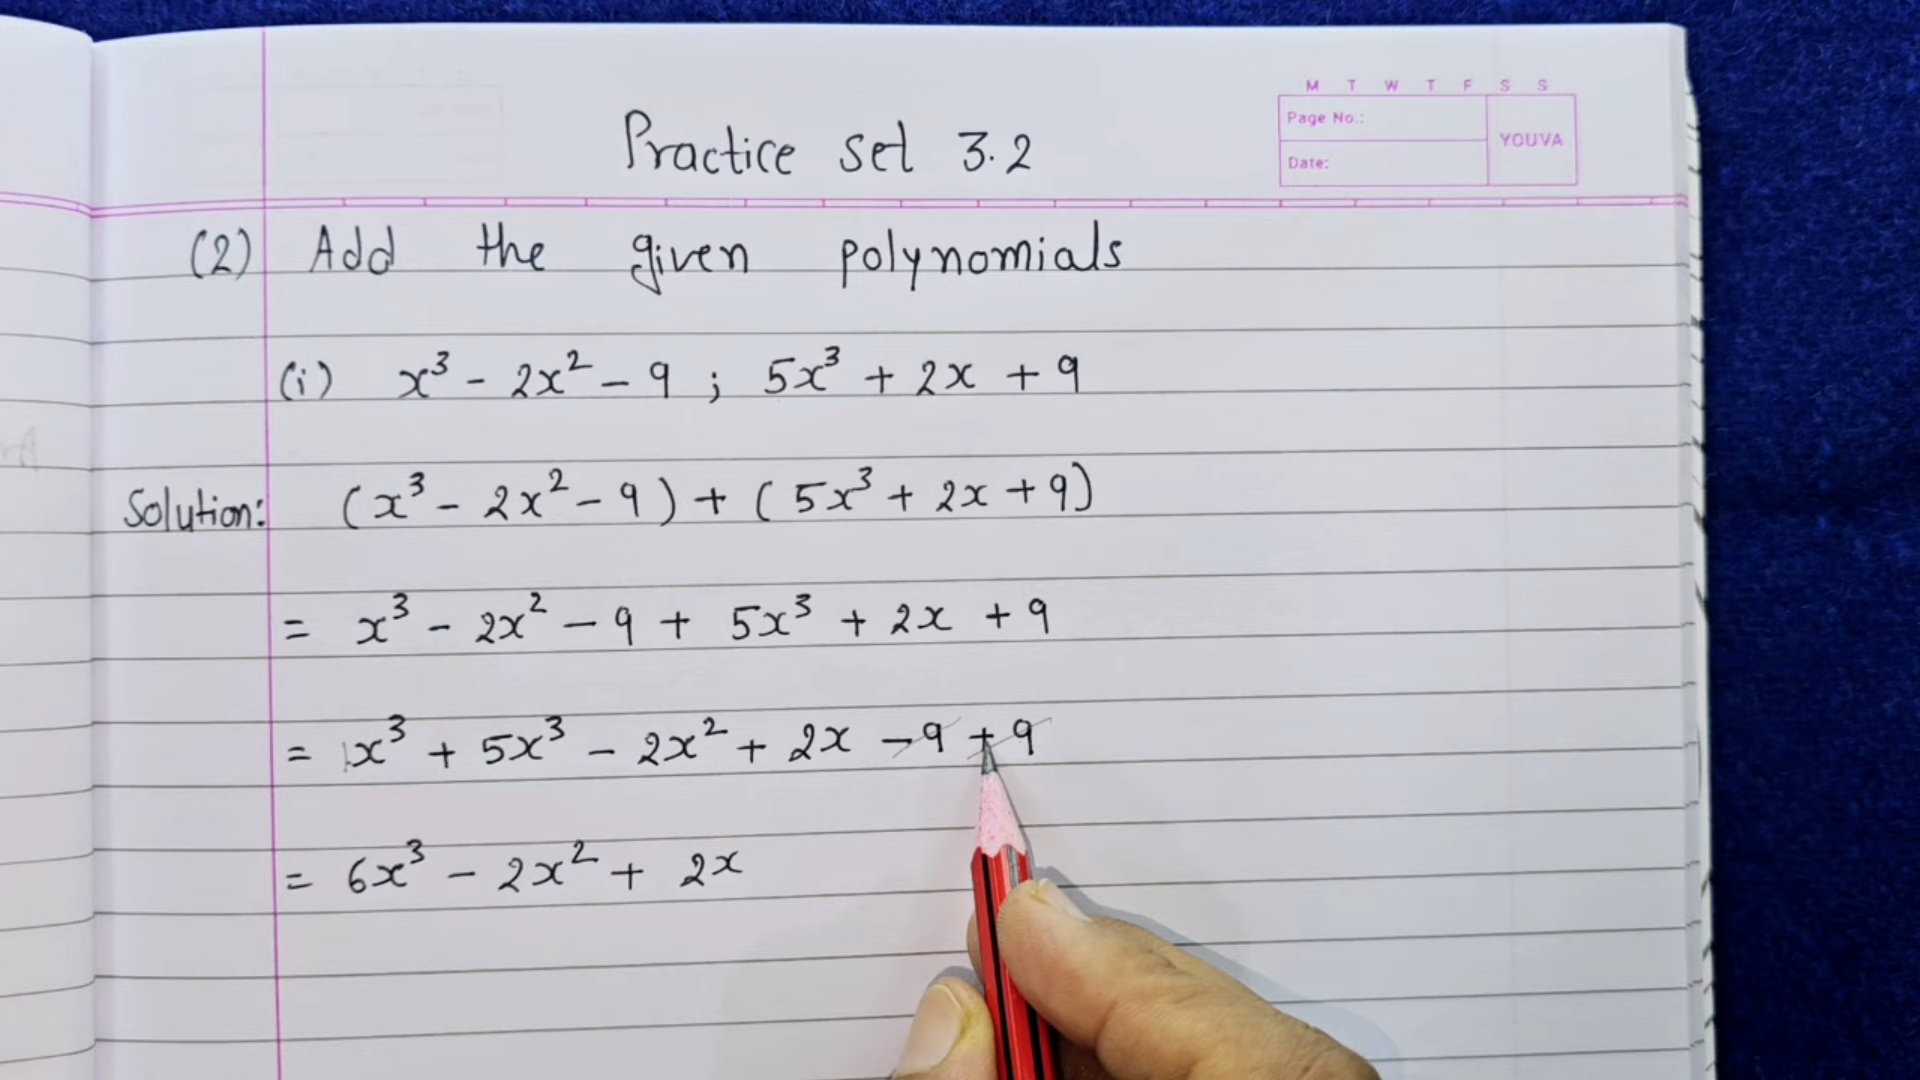 M T W T F S S
Page No.:
YOUVA
Date:
Practice set 3.2
(2) Add the given polynomials
(i) x³ - 2x² - 9 ; 5x³ + 2x + 9
Solution: (x³ - 2x² - 9) + (5x³ + 2x + 9)
= x³ - 2x² - 9 + 5x³ + 2x + 9
= 1x³ + 5x³ - 2x² + 2x - 9 + 9
= 6x³ - 2x² + 2x